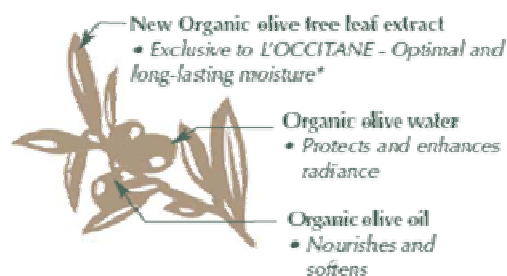 New Organic olive tree leaf extract
• Exclusive to L'OCCITANE - Optimal and
long-lasting moisture*
Organic olive water
• Protects and enhances
radiance
Organic olive oil
• Nourishes and
softens